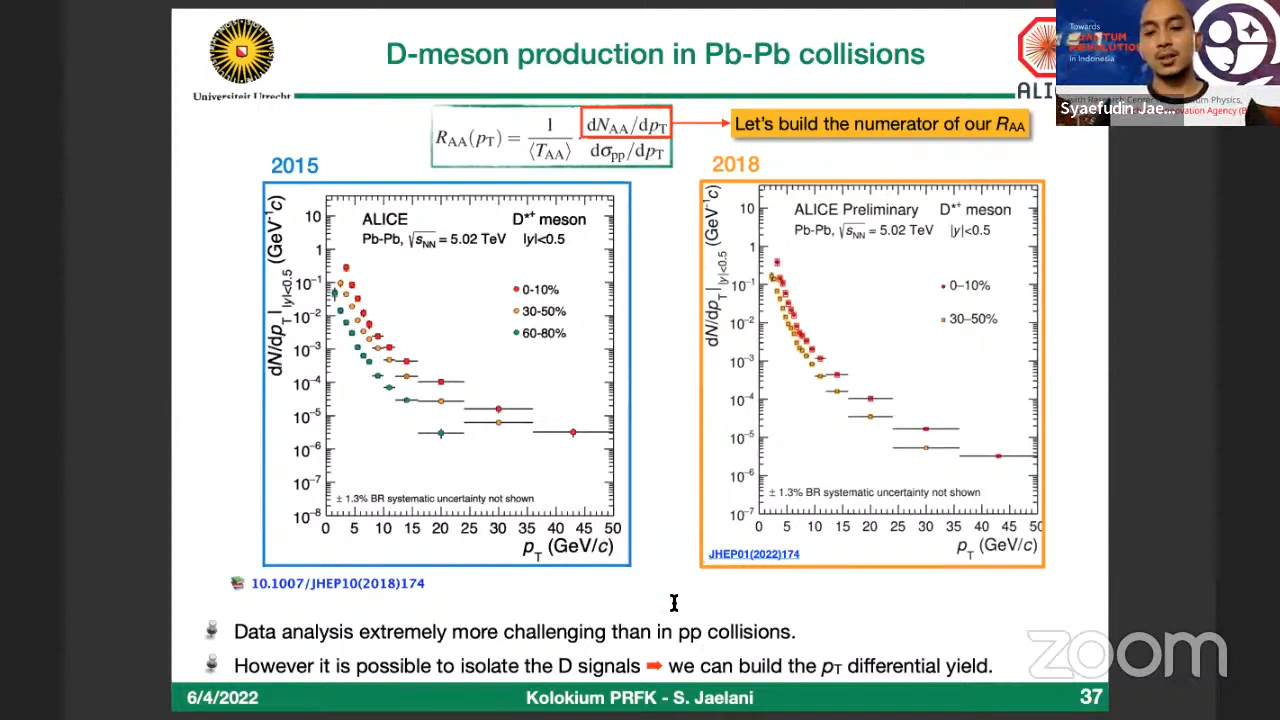 D-meson production in Pb-Pb collisions
Universiteit Utrecht
ALI
Towards
QUANTUM
REVOLUTION
in Indonesia
Syaefudin Jae...
R_AA(p_T) = 1/⟨T_AA⟩ · dN_AA/dp_T / dσ_pp/dp_T
Let's build the numerator of our R_AA
2015
dN/dp_T | |y|<0.5 (GeV⁻¹c)
ALICE D*+ meson
Pb-Pb, √s_NN = 5.02 TeV |y|<0.5
0-10%
30-50%
60-80%
10
1
10⁻¹
10⁻²
10⁻³
10⁻⁴
10⁻⁵
10⁻⁶
10⁻⁷
10⁻⁸
± 1.3% BR systematic uncertainty not shown
0 5 10 15 20 25 30 35 40 45 50
p_T (GeV/c)
10.1007/JHEP10(2018)174
2018
dN/dp_T | |y|<0.5 (GeV⁻¹c)
ALICE Preliminary D*+ meson
Pb-Pb, √s_NN = 5.02 TeV |y|<0.5
0–10%
30–50%
10
1
10⁻¹
10⁻²
10⁻³
10⁻⁴
10⁻⁵
10⁻⁶
10⁻⁷
± 1.3% BR systematic uncertainty not shown
0 5 10 15 20 25 30 35 40 45 50
p_T (GeV/c)
JHEP01(2022)174
Data analysis extremely more challenging than in pp collisions.
However it is possible to isolate the D signals ➡ we can build the p_T differential yield.
zoom
6/4/2022
Kolokium PRFK - S. Jaelani
37